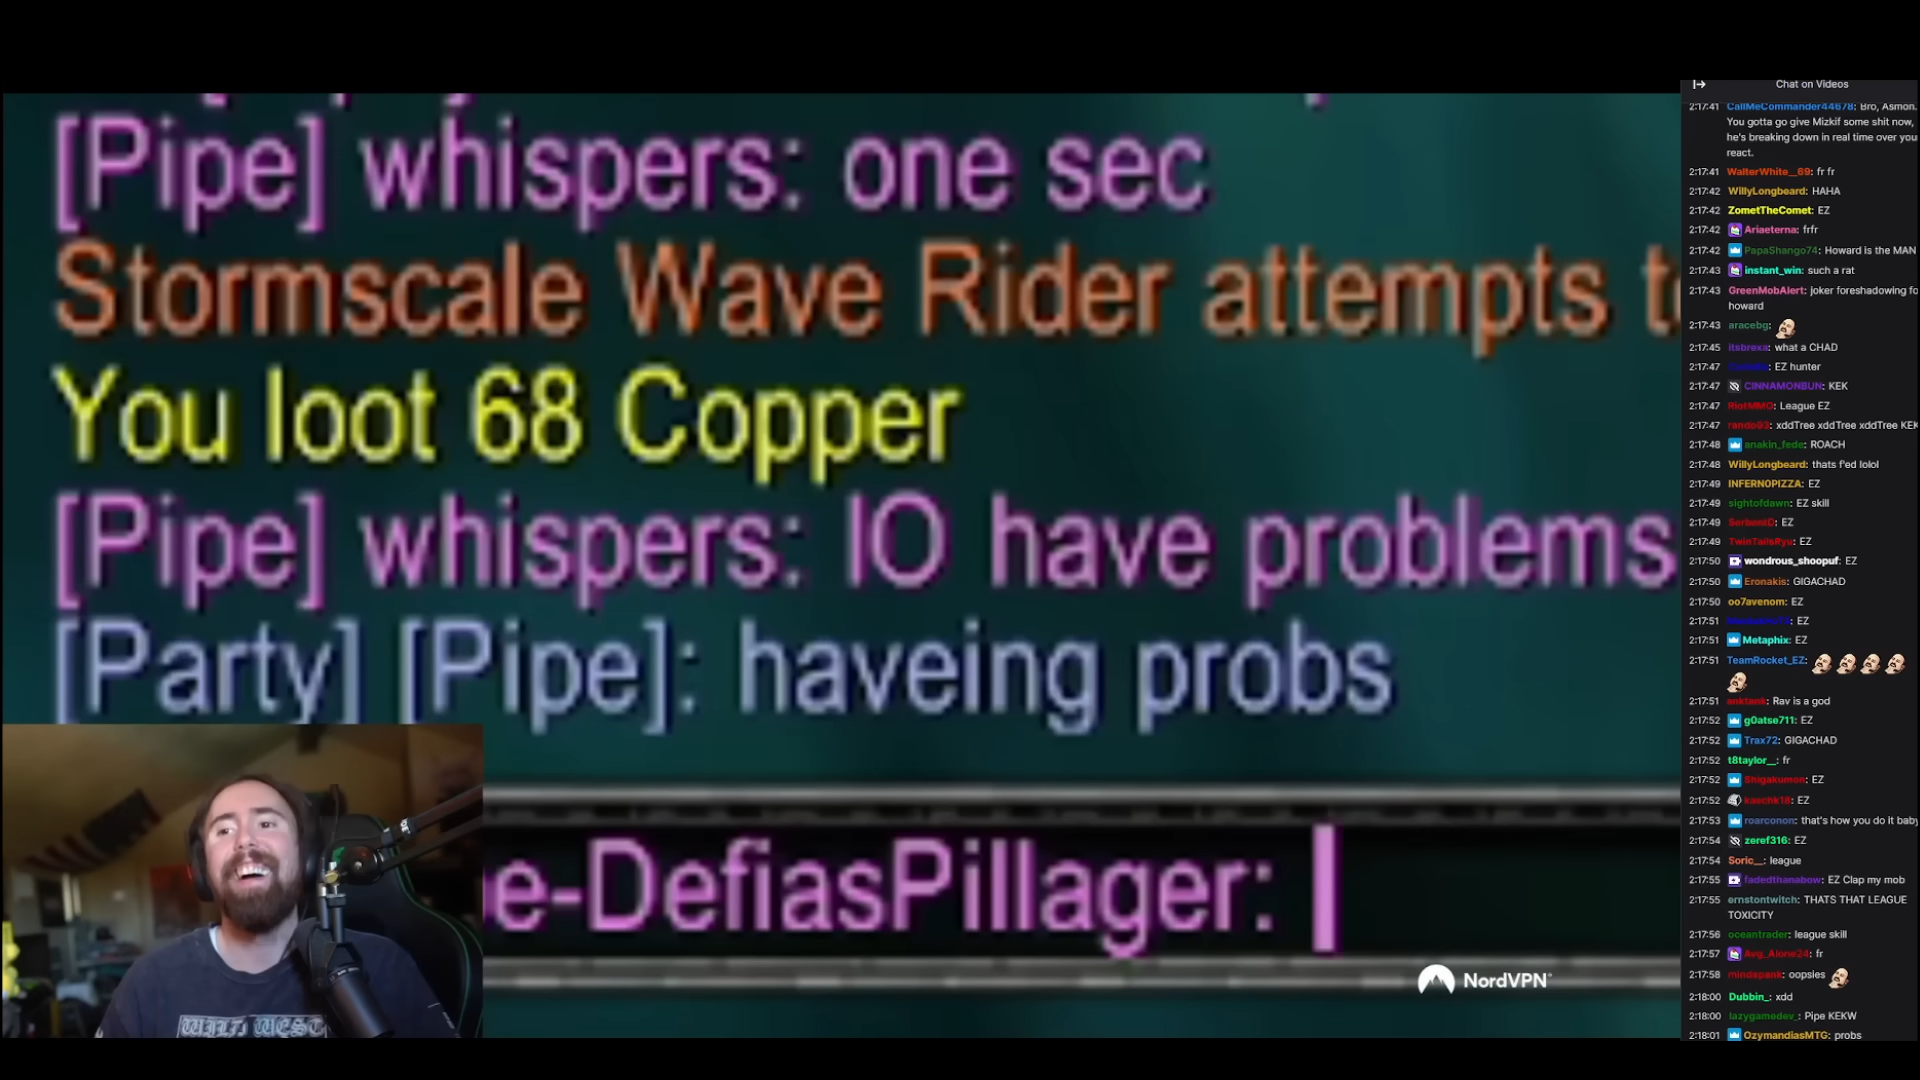 [Pipe] whispers: one sec
Stormscale Wave Rider attempts
You loot 68 Copper
[Pipe] whispers: IO have problems
[Party] [Pipe]: haveing probs
e-DefiasPillager:
NordVPN
WILD WEST
Chat on Videos
2:17:41 CallMeCommander44678: Bro, Asmon.
You gotta go give Mizkif some shit now,
he's breaking down in real time over you
react.
2:17:41 WalterWhite__69: fr fr
2:17:42 WillyLongbeard: HAHA
2:17:42 ZometTheComet: EZ
2:17:42 Ariaeterna: frfr
2:17:42 PapaShango74: Howard is the MAN
2:17:43 instant_win: such a rat
2:17:43 GreenMobAlert: joker foreshadowing fo
howard
2:17:43 aracebg:
2:17:45 itsbrexa: what a CHAD
2:17:47 : EZ hunter
2:17:47 CINNAMONBUN: KEK
2:17:47 RiotMMO: League EZ
2:17:47 rando93: xddTree xddTree xddTree KEK
2:17:48 anakin_fede: ROACH
2:17:48 WillyLongbeard: thats f'ed lolol
2:17:49 INFERNOPIZZA: EZ
2:17:49 sightofdawn: EZ skill
2:17:49 SerbentD: EZ
2:17:49 TwinTailsRyu: EZ
2:17:50 wondrous_shoopuf: EZ
2:17:50 Eronakis: GIGACHAD
2:17:50 oo7avenom: EZ
2:17:51 : EZ
2:17:51 Metaphix: EZ
2:17:51 TeamRocket_EZ:
2:17:51 enktank: Rav is a god
2:17:52 g0atse711: EZ
2:17:52 Trax72: GIGACHAD
2:17:52 t8taylor__: fr
2:17:52 Shigakumon: EZ
2:17:52 kaschk18: EZ
2:17:53 roarconon: that's how you do it baby
2:17:54 zeref316: EZ
2:17:54 Soric__: league
2:17:55 fadedthanabow: EZ Clap my mob
2:17:55 ernstontwitch: THATS THAT LEAGUE
TOXICITY
2:17:56 oceantrader: league skill
2:17:57 Avg_Alone24: fr
2:17:58 mindspank: oopsies
2:18:00 Dubbin_: xdd
2:18:00 lazygamedev_: Pipe KEKW
2:18:01 OzymandiasMTG: probs